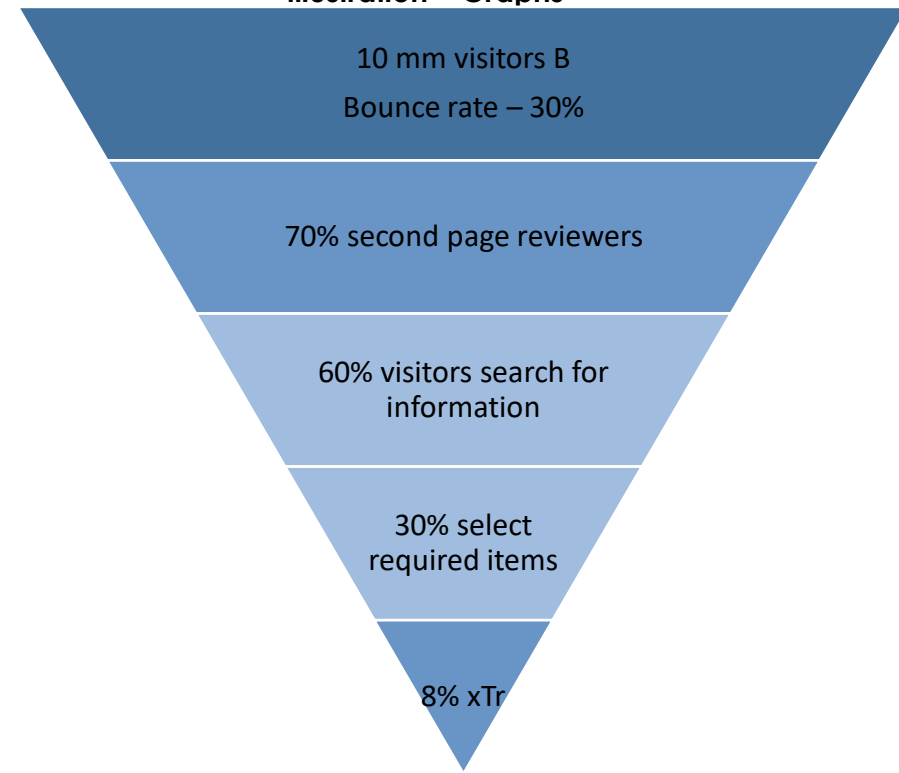 10 mm visitors B
Bounce rate – 30%
70% second page reviewers
60% visitors search for
information
30% select
required items
8% xTr